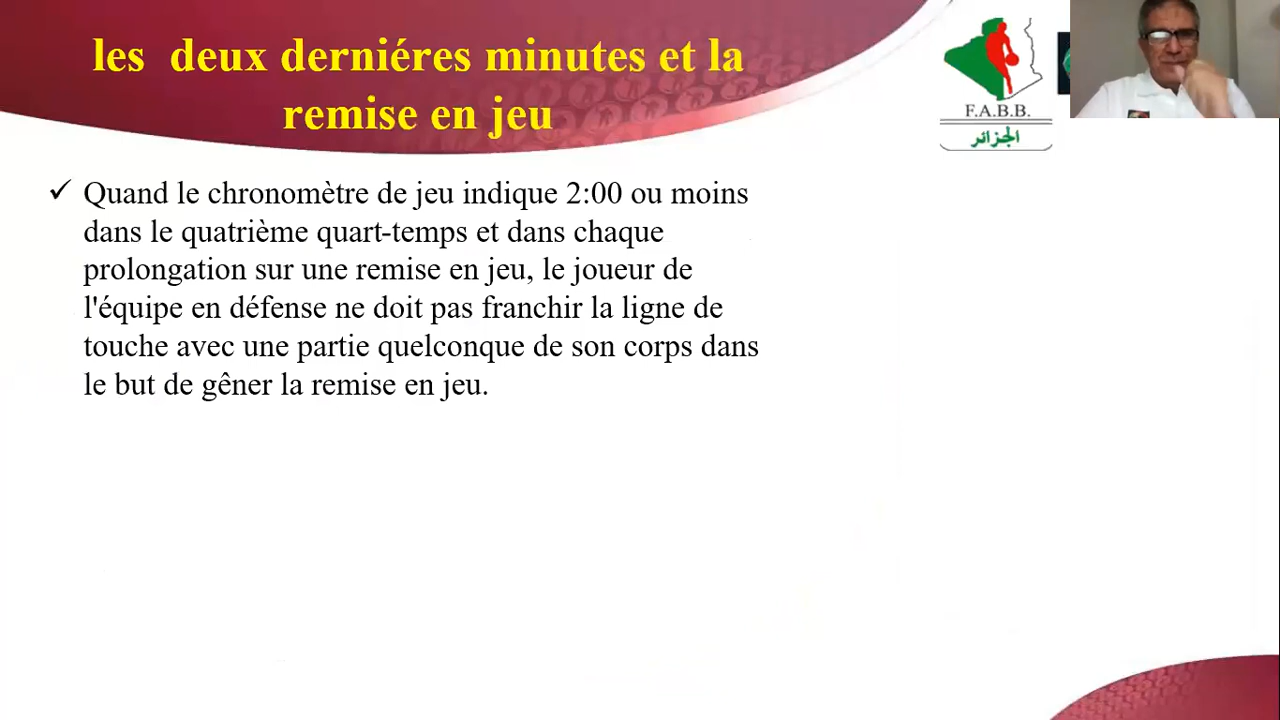 les deux derniéres minutes et la
remise en jeu
F.A.B.B.
الجزائر
Quand le chronomètre de jeu indique 2:00 ou moins
dans le quatrième quart-temps et dans chaque
prolongation sur une remise en jeu, le joueur de
l'équipe en défense ne doit pas franchir la ligne de
touche avec une partie quelconque de son corps dans
le but de gêner la remise en jeu.